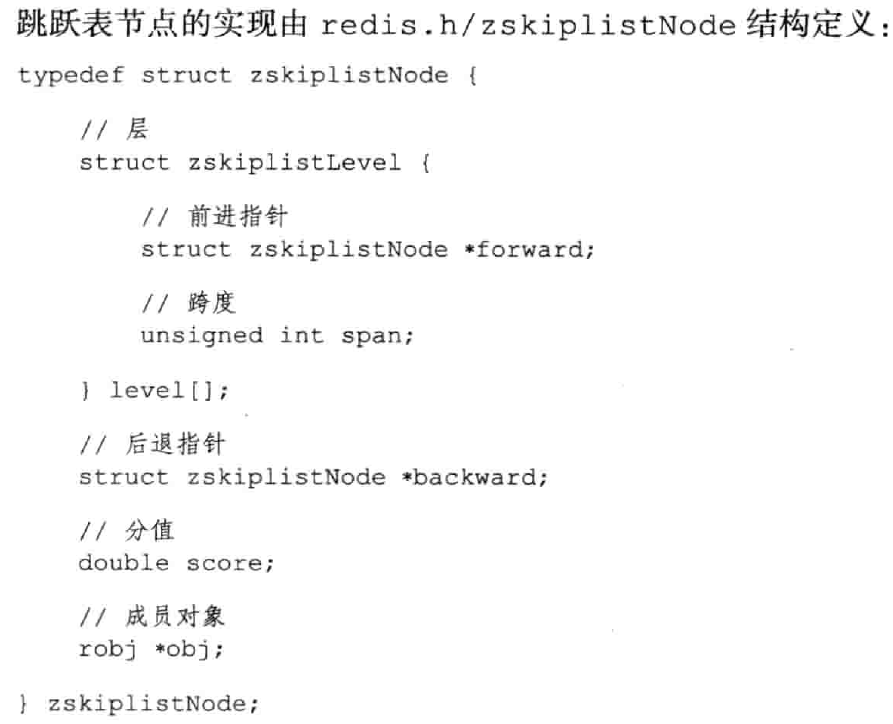 跳跃表节点的实现由 redis.h/zskiplistNode 结构定义：
typedef struct zskiplistNode {
// 层
struct zskiplistLevel {
// 前进指针
struct zskiplistNode *forward;
// 跨度
unsigned int span;
} level[];
// 后退指针
struct zskiplistNode *backward;
// 分值
double score;
// 成员对象
robj *obj;
} zskiplistNode;